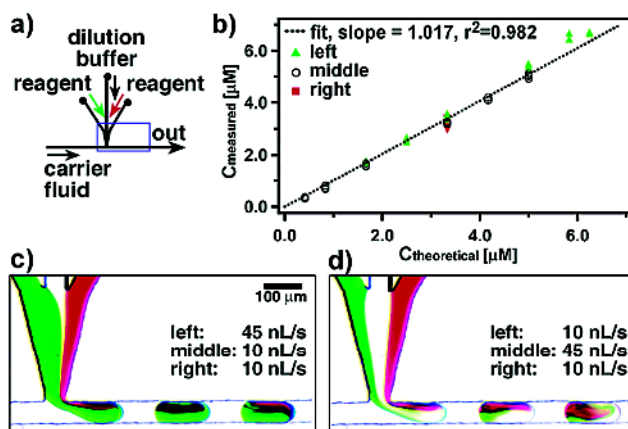 a)
dilution
buffer
reagent
reagent
out
carrier
fluid
b)
fit, slope = 1.017, r²=0.982
left
middle
right
Cmeasured [μM]
6.0
4.0
2.0
0.0
0.0 2.0 4.0 6.0
Ctheoretical [μM]
c)
100 μm
left: 45 nL/s
middle: 10 nL/s
right: 10 nL/s
d)
left: 10 nL/s
middle: 45 nL/s
right: 10 nL/s